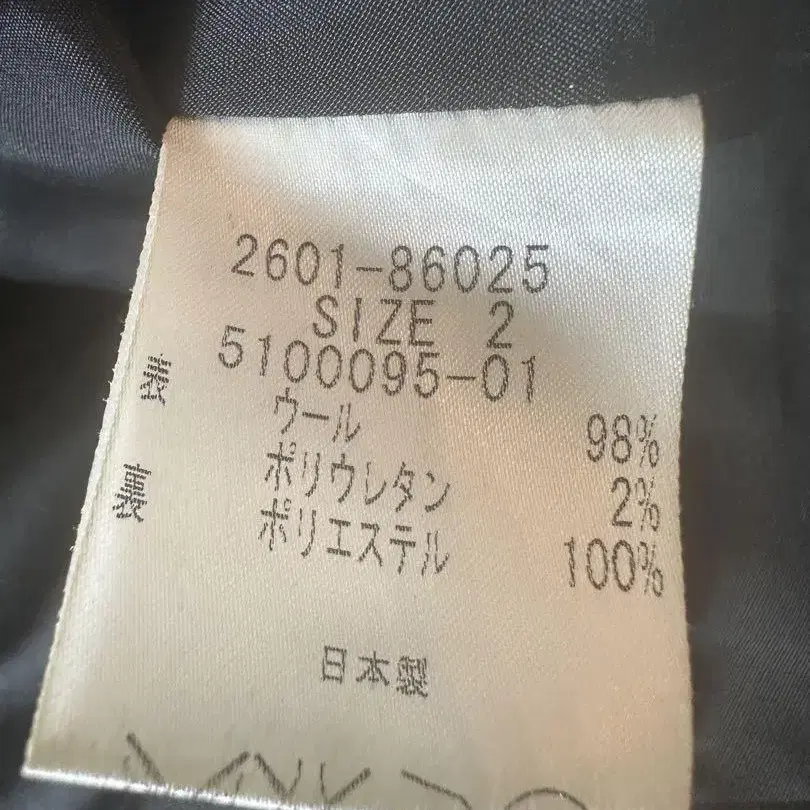 2601-86025
SIZE 2
5100095-01
表 ウール 98%
ポリウレタン 2%
裏 ポリエステル 100%
日本製